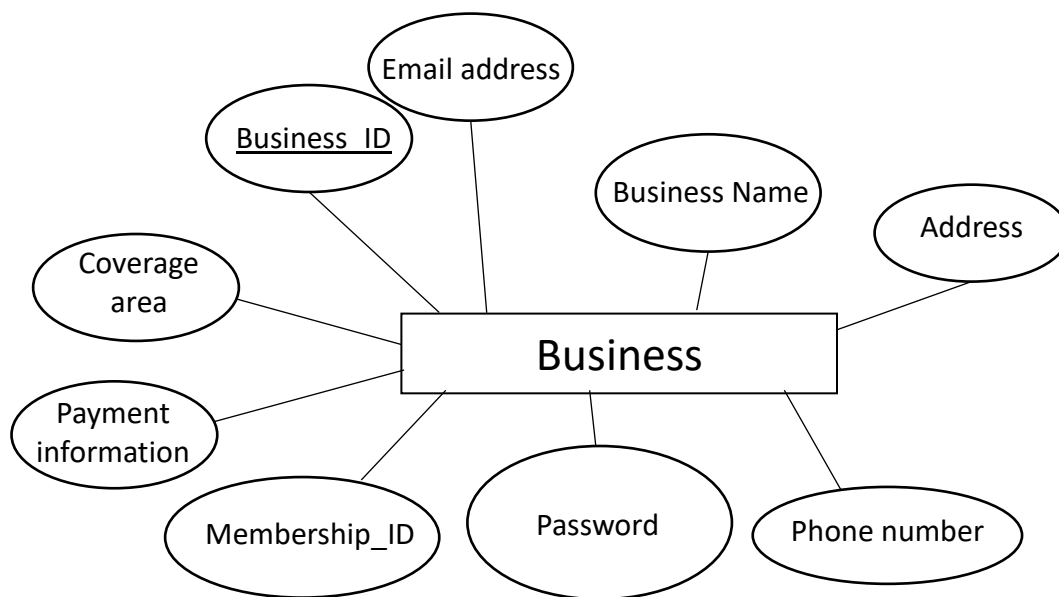 Email address
Business_ID
Business Name
Address
Coverage
area
Business
Payment
information
Membership_ID
Password
Phone number